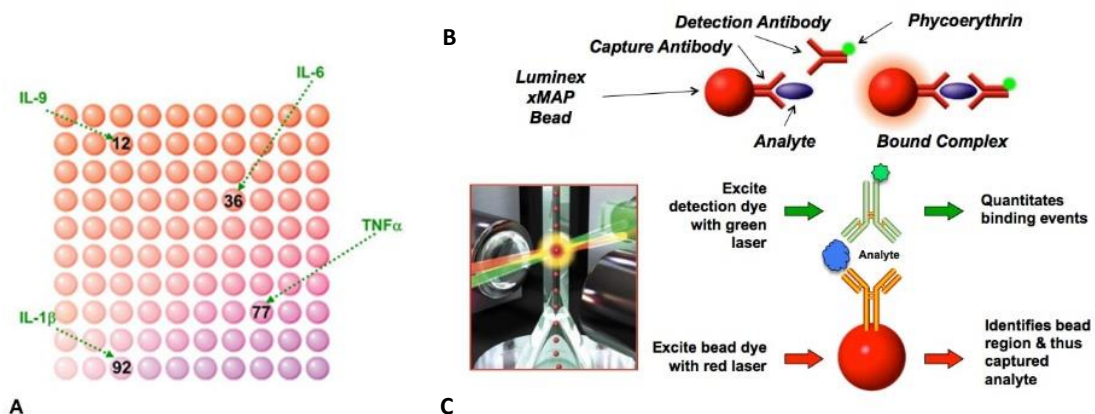 IL-9
IL-6
12
36
TNFα
77
IL-1β
92
A
B
Detection Antibody
Phycoerythrin
Capture Antibody
Luminex
xMAP
Bead
Analyte
Bound Complex
Excite
detection dye
with green
laser
Quantitates
binding events
Analyte
Excite bead dye
with red laser
Identifies bead
region & thus
captured
analyte
C